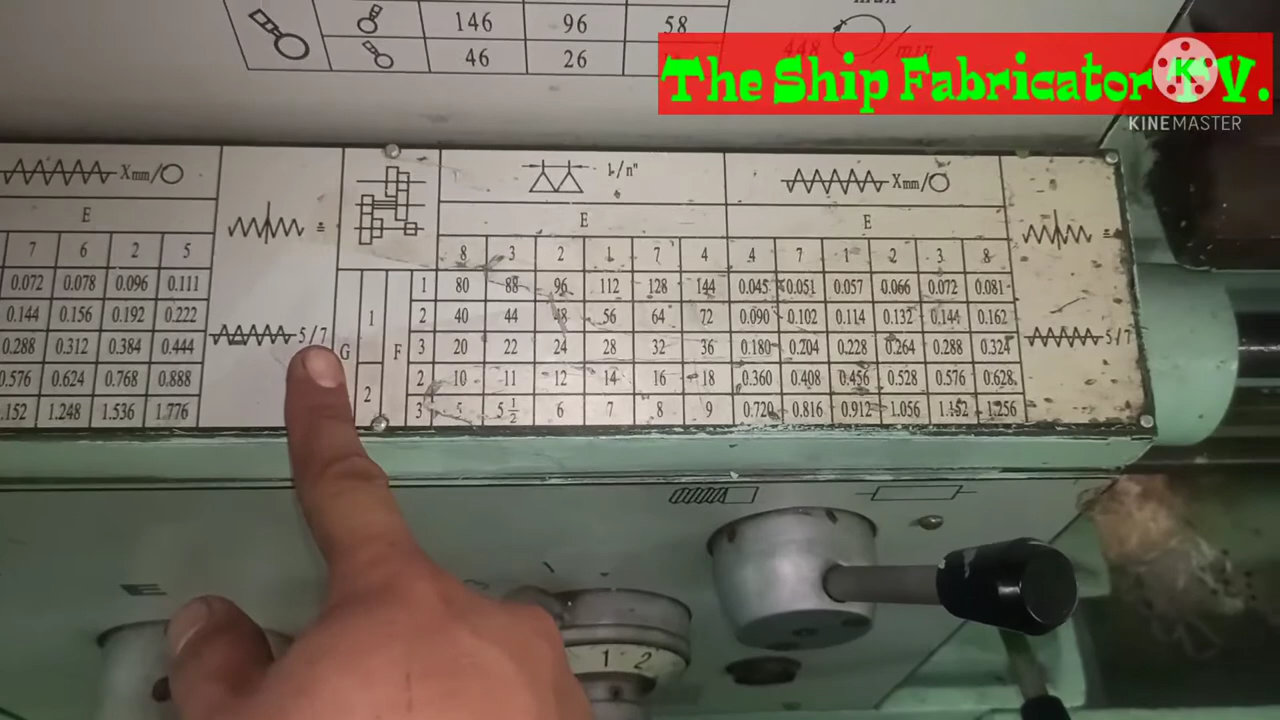 max
146 96 58
448 /min
46 26
The Ship Fabricator TV.
K
KINEMASTER
Xmm/ 1/n" Xmm/
E E E
= =
7 6 2 5 8 3 2 1 7 4 4 7 1 2 3 8
0.072 0.078 0.096 0.111 1 80 88 96 112 128 144 0.045 0.051 0.057 0.066 0.072 0.081
0.144 0.156 0.192 0.222 2 40 44 48 56 64 72 0.090 0.102 0.114 0.132 0.144 0.162
1
5/7 5/7
0.288 0.312 0.384 0.444 G F 3 20 22 24 28 32 36 0.180 0.204 0.228 0.264 0.288 0.324
0.576 0.624 0.768 0.888 2 10 11 12 14 16 18 0.360 0.408 0.456 0.528 0.576 0.628
2
.152 1.248 1.536 1.776 3 5 5 1/2 6 7 8 9 0.720 0.816 0.912 1.056 1.152 1.256
E
1 2